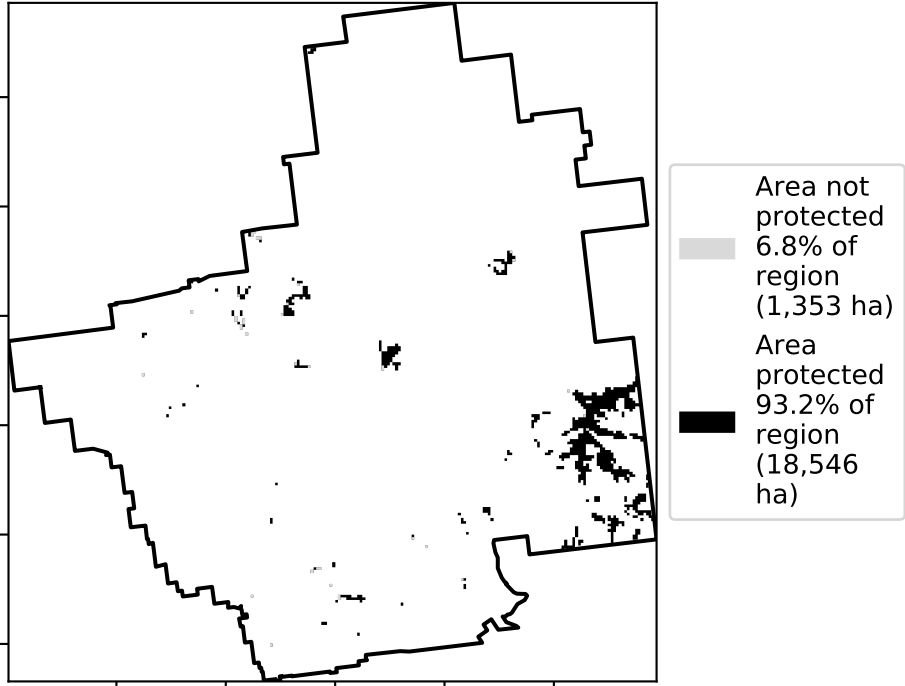 Area not
protected
6.8% of
region
(1,353 ha)
Area
protected
93.2% of
region
(18,546
ha)